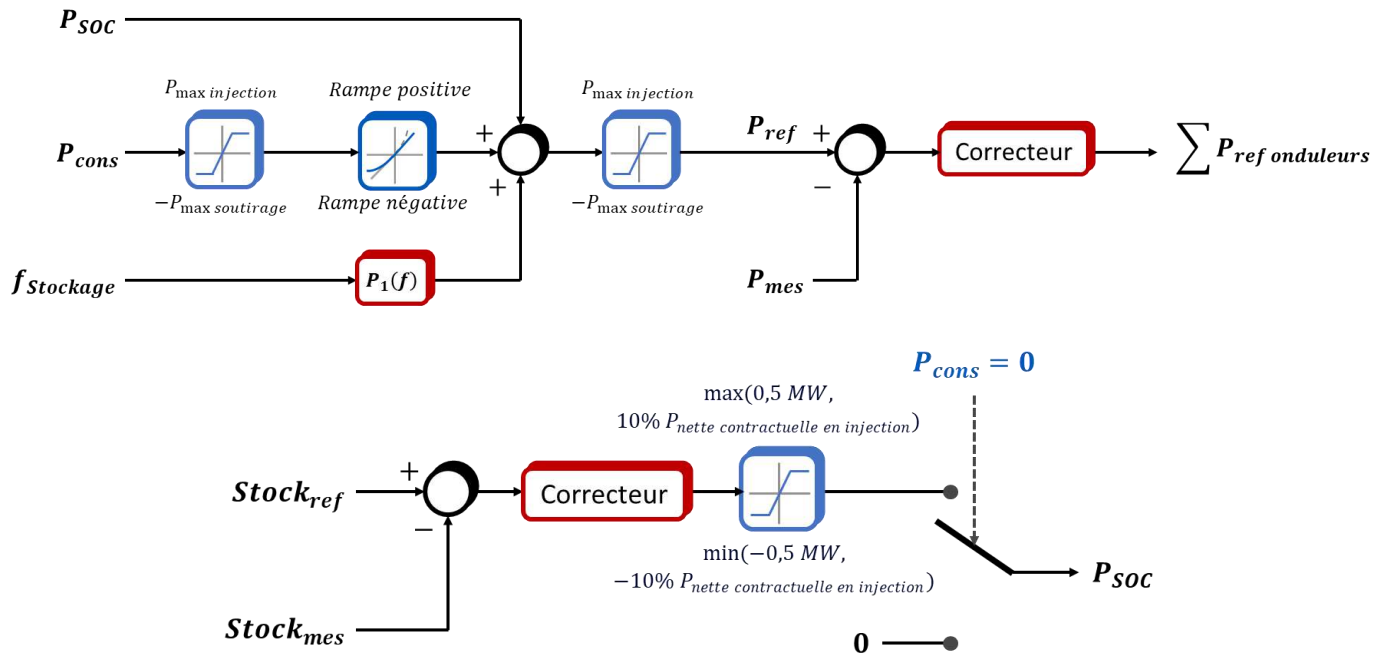 P_SOC
P_max injection
Rampe positive
P_max injection
+
P_ref
+
P_cons
+
−
Correcteur
∑ P_ref onduleurs
−P_max soutirage
Rampe négative
−P_max soutirage
f_Stockage
P_1(f)
P_mes
P_cons = 0
max(0,5 MW,
10% P_nette contractuelle en injection)
+
Stock_ref
−
Correcteur
min(−0,5 MW,
−10% P_nette contractuelle en injection)
P_SOC
Stock_mes
0